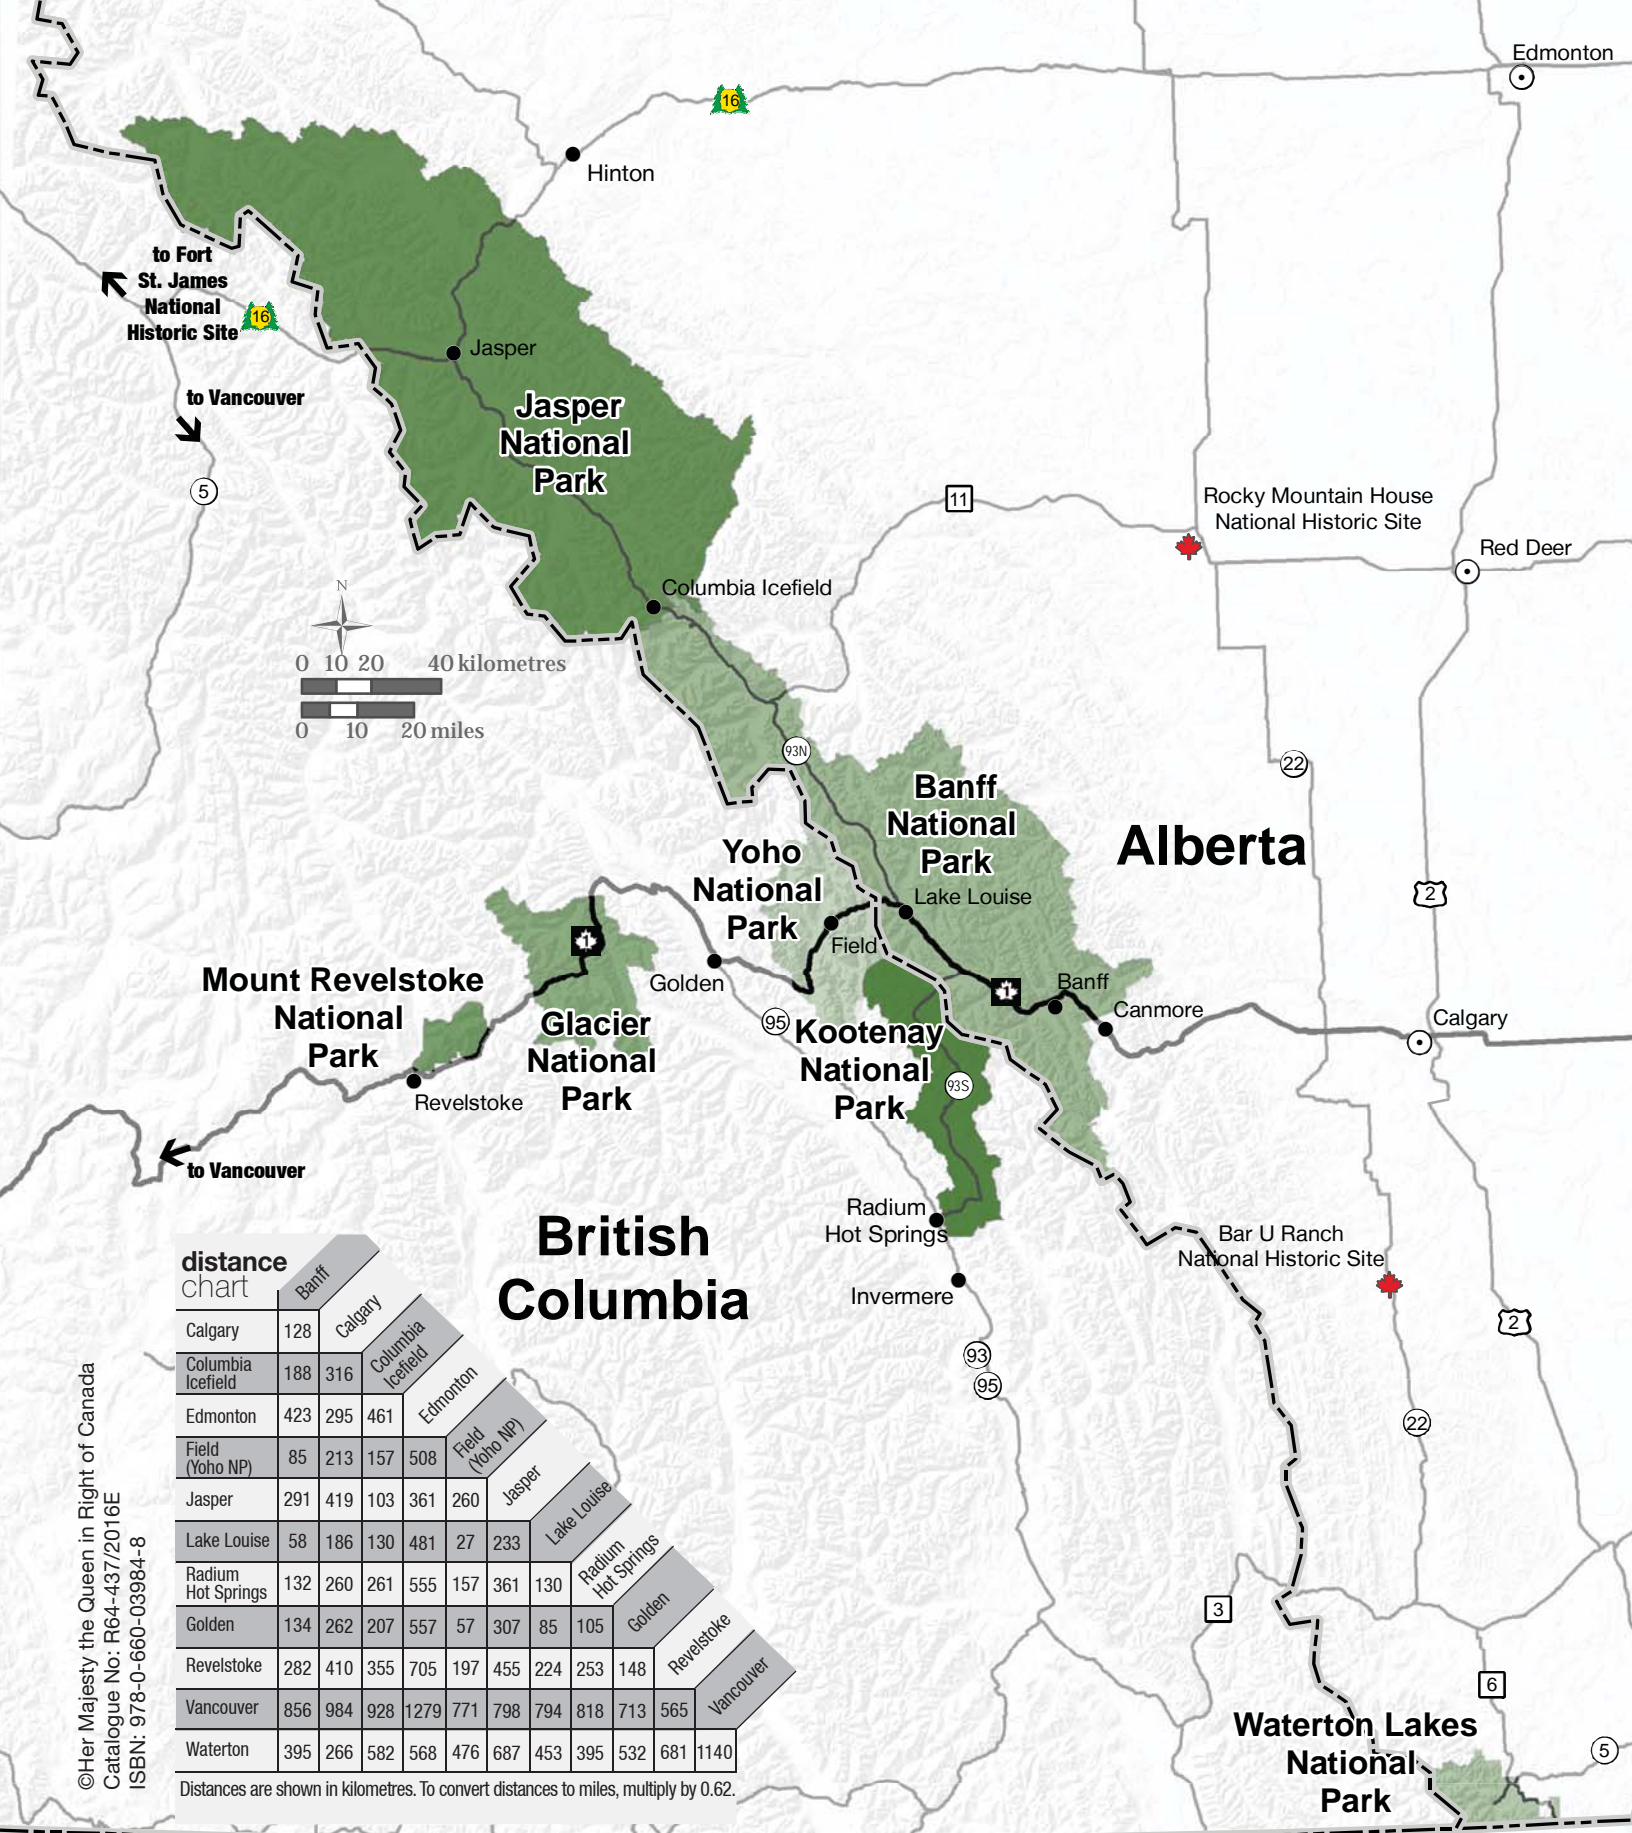 Edmonton
16
Hinton
to Fort
St. James
National
Historic Site
16
Jasper
to Vancouver
Jasper
National
Park
5
11
Rocky Mountain House
National Historic Site
Red Deer
Columbia Icefield
N
0 10 20 40 kilometres
0 10 20 miles
93N
22
Banff
National
Park
Alberta
Yoho
National
Park
Lake Louise
2
Field
1
Golden
Mount Revelstoke
National
Park
1
Banff
Canmore
Calgary
95
Glacier
National
Park
Kootenay
National
Park
93S
Revelstoke
to Vancouver
Radium
Hot Springs
British
Columbia
Bar U Ranch
National Historic Site
Invermere
2
93
95
22
3
6
Waterton Lakes
National
Park
5
distance
chart
Banff
Calgary
Columbia
Icefield
Edmonton
Field
(Yoho NP)
Jasper
Lake Louise
Radium
Hot Springs
Golden
Revelstoke
Vancouver
Calgary 128
Columbia
Icefield 188 316
Edmonton 423 295 461
Field
(Yoho NP) 85 213 157 508
Jasper 291 419 103 361 260
Lake Louise 58 186 130 481 27 233
Radium
Hot Springs 132 260 261 555 157 361 130
Golden 134 262 207 557 57 307 85 105
Revelstoke 282 410 355 705 197 455 224 253 148
Vancouver 856 984 928 1279 771 798 794 818 713 565
Waterton 395 266 582 568 476 687 453 395 532 681 1140
Distances are shown in kilometres. To convert distances to miles, multiply by 0.62.
©Her Majesty the Queen in Right of Canada
Catalogue No: R64-437/2016E
ISBN: 978-0-660-03984-8